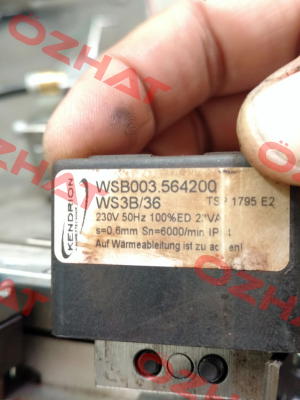 OZHAT
KENDRION
WSB003.564200
WS3B/36
TSP 1795 E2
230V 50Hz 100%ED
s=0,6mm Sn=6000/min
Auf Wärmeableitung ist zu achten!